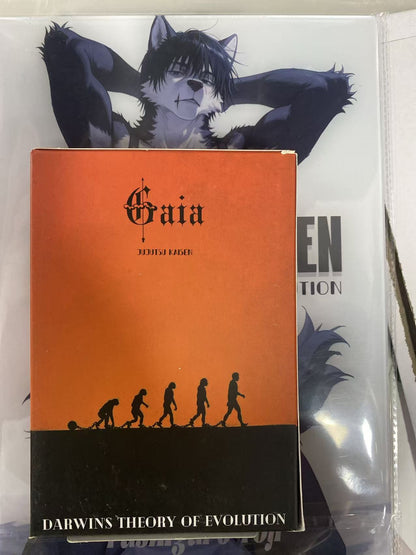 Gaia
JUJUTSU KAISEN
EN
TION
DARWINS THEORY OF EVOLUTION